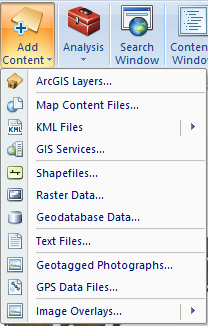 Add
Content
Analysis
Search
Window
Conten
Windo
ArcGIS Layers...
Map Content Files...
KML
KML Files
GIS Services...
Shapefiles...
Raster Data...
Geodatabase Data...
Text Files...
Geotagged Photographs...
GPS Data Files...
Image Overlays...